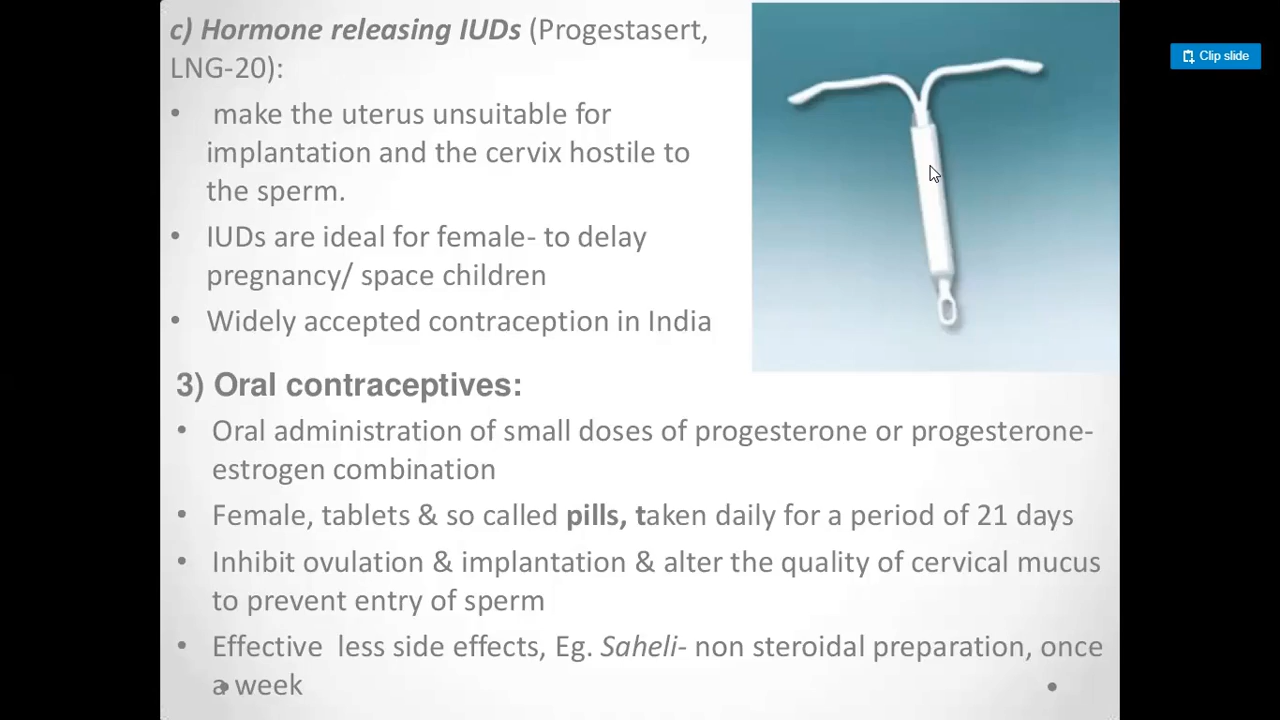 c) Hormone releasing IUDs (Progestasert,
LNG-20):
• make the uterus unsuitable for
implantation and the cervix hostile to
the sperm.
• IUDs are ideal for female- to delay
pregnancy/ space children
• Widely accepted contraception in India
Clip slide
3) Oral contraceptives:
• Oral administration of small doses of progesterone or progesterone-
estrogen combination
• Female, tablets & so called pills, taken daily for a period of 21 days
• Inhibit ovulation & implantation & alter the quality of cervical mucus
to prevent entry of sperm
• Effective less side effects, Eg. Saheli- non steroidal preparation, once
a week